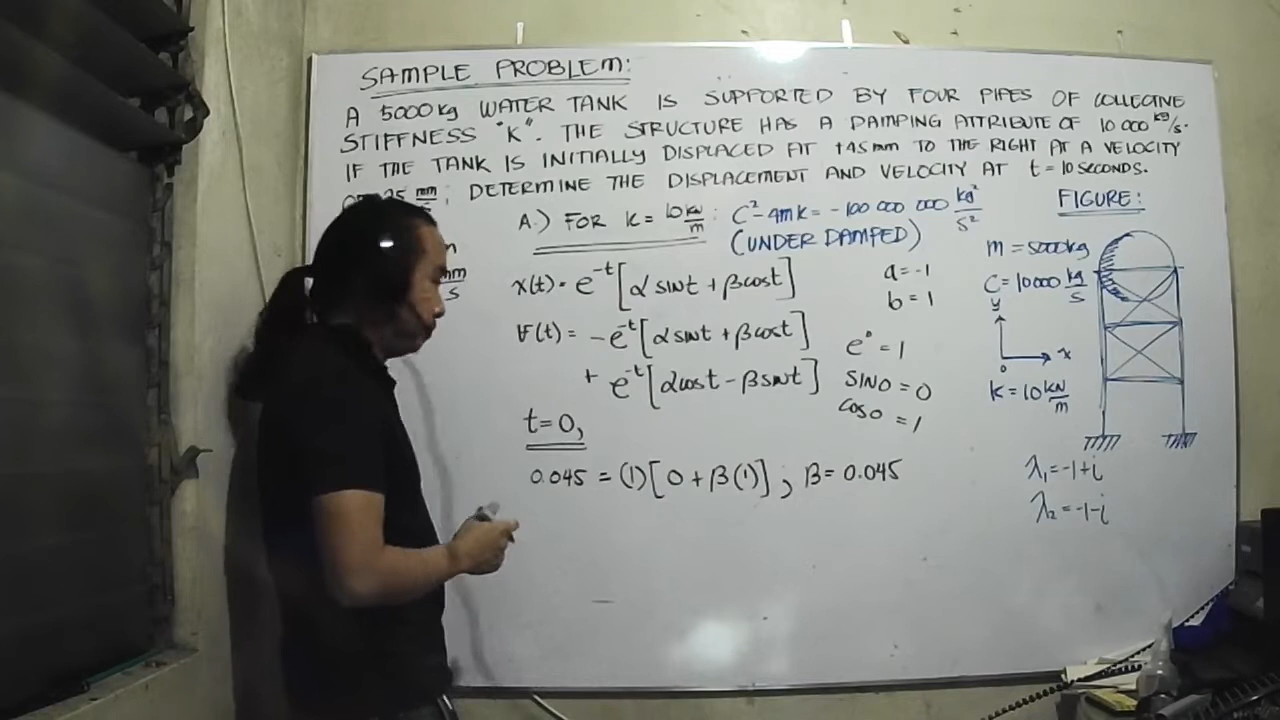 SAMPLE PROBLEM:
A 5000kg WATER TANK IS SUPPORTED BY FOUR PIPES OF COLLECTIVE
STIFFNESS "K". THE STRUCTURE HAS A DAMPING ATTRIBUTE OF 10 000 kg/s.
IF THE TANK IS INITIALLY DISPLACED AT +45mm TO THE RIGHT AT A VELOCITY
mm/s; DETERMINE THE DISPLACEMENT AND VELOCITY AT t=10 SECONDS.
A.) FOR K = 10 kN/m : C² - 4mK = -100 000 000 kg²/s²
(UNDER DAMPED)
x(t) = e^-t [α sin t + β cos t]
V(t) = -e^-t [α sin t + β cos t]
+ e^-t [α cos t - β sin t]
t=0,
0.045 = (1)[0 + β(1)] ; β = 0.045
a = -1
b = 1
e° = 1
SIN 0 = 0
COS 0 = 1
mm/s
FIGURE:
m = 5000kg
C = 10000 kg/s
y
x
0
K = 10 kN/m
λ₁ = -1+i
λ₂ = -1-i